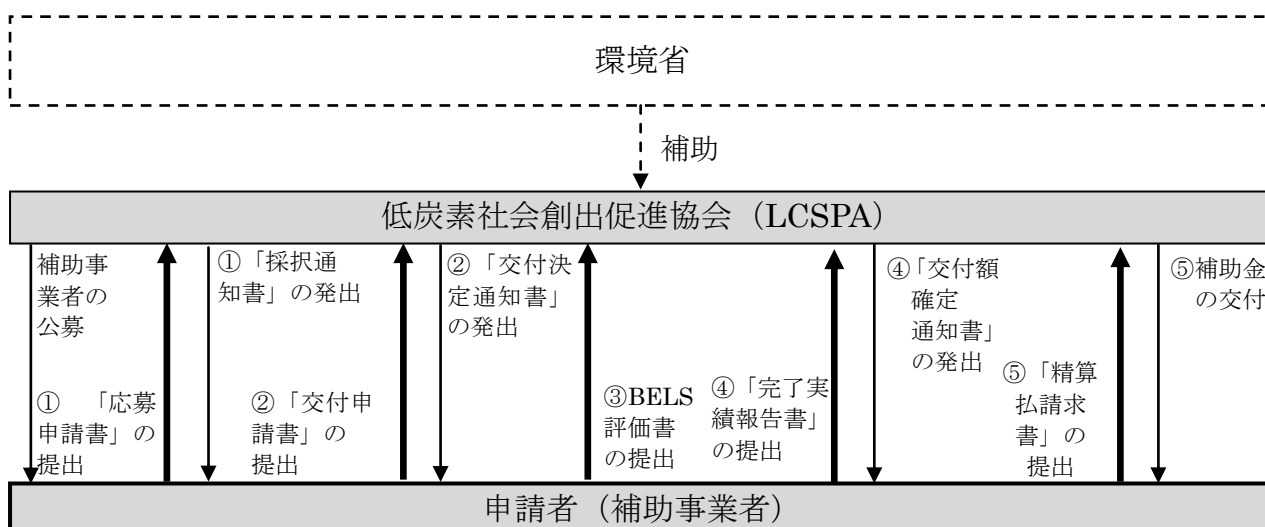 環境省
補助
低炭素社会創出促進協会（LCSPA）
補助事
業者の
公募
① 「応募
申請書」の
提出
①「採択通
知書」の発出
②「交付申
請書」の
提出
②「交付決
定通知書」
の発出
③BELS
評価書
の提出
④「完了実
績報告書」
の提出
④「交付額
確定
通知書」
の発出
⑤「精算
払請求
書」の
提出
⑤補助金
の交付
申請者（補助事業者）